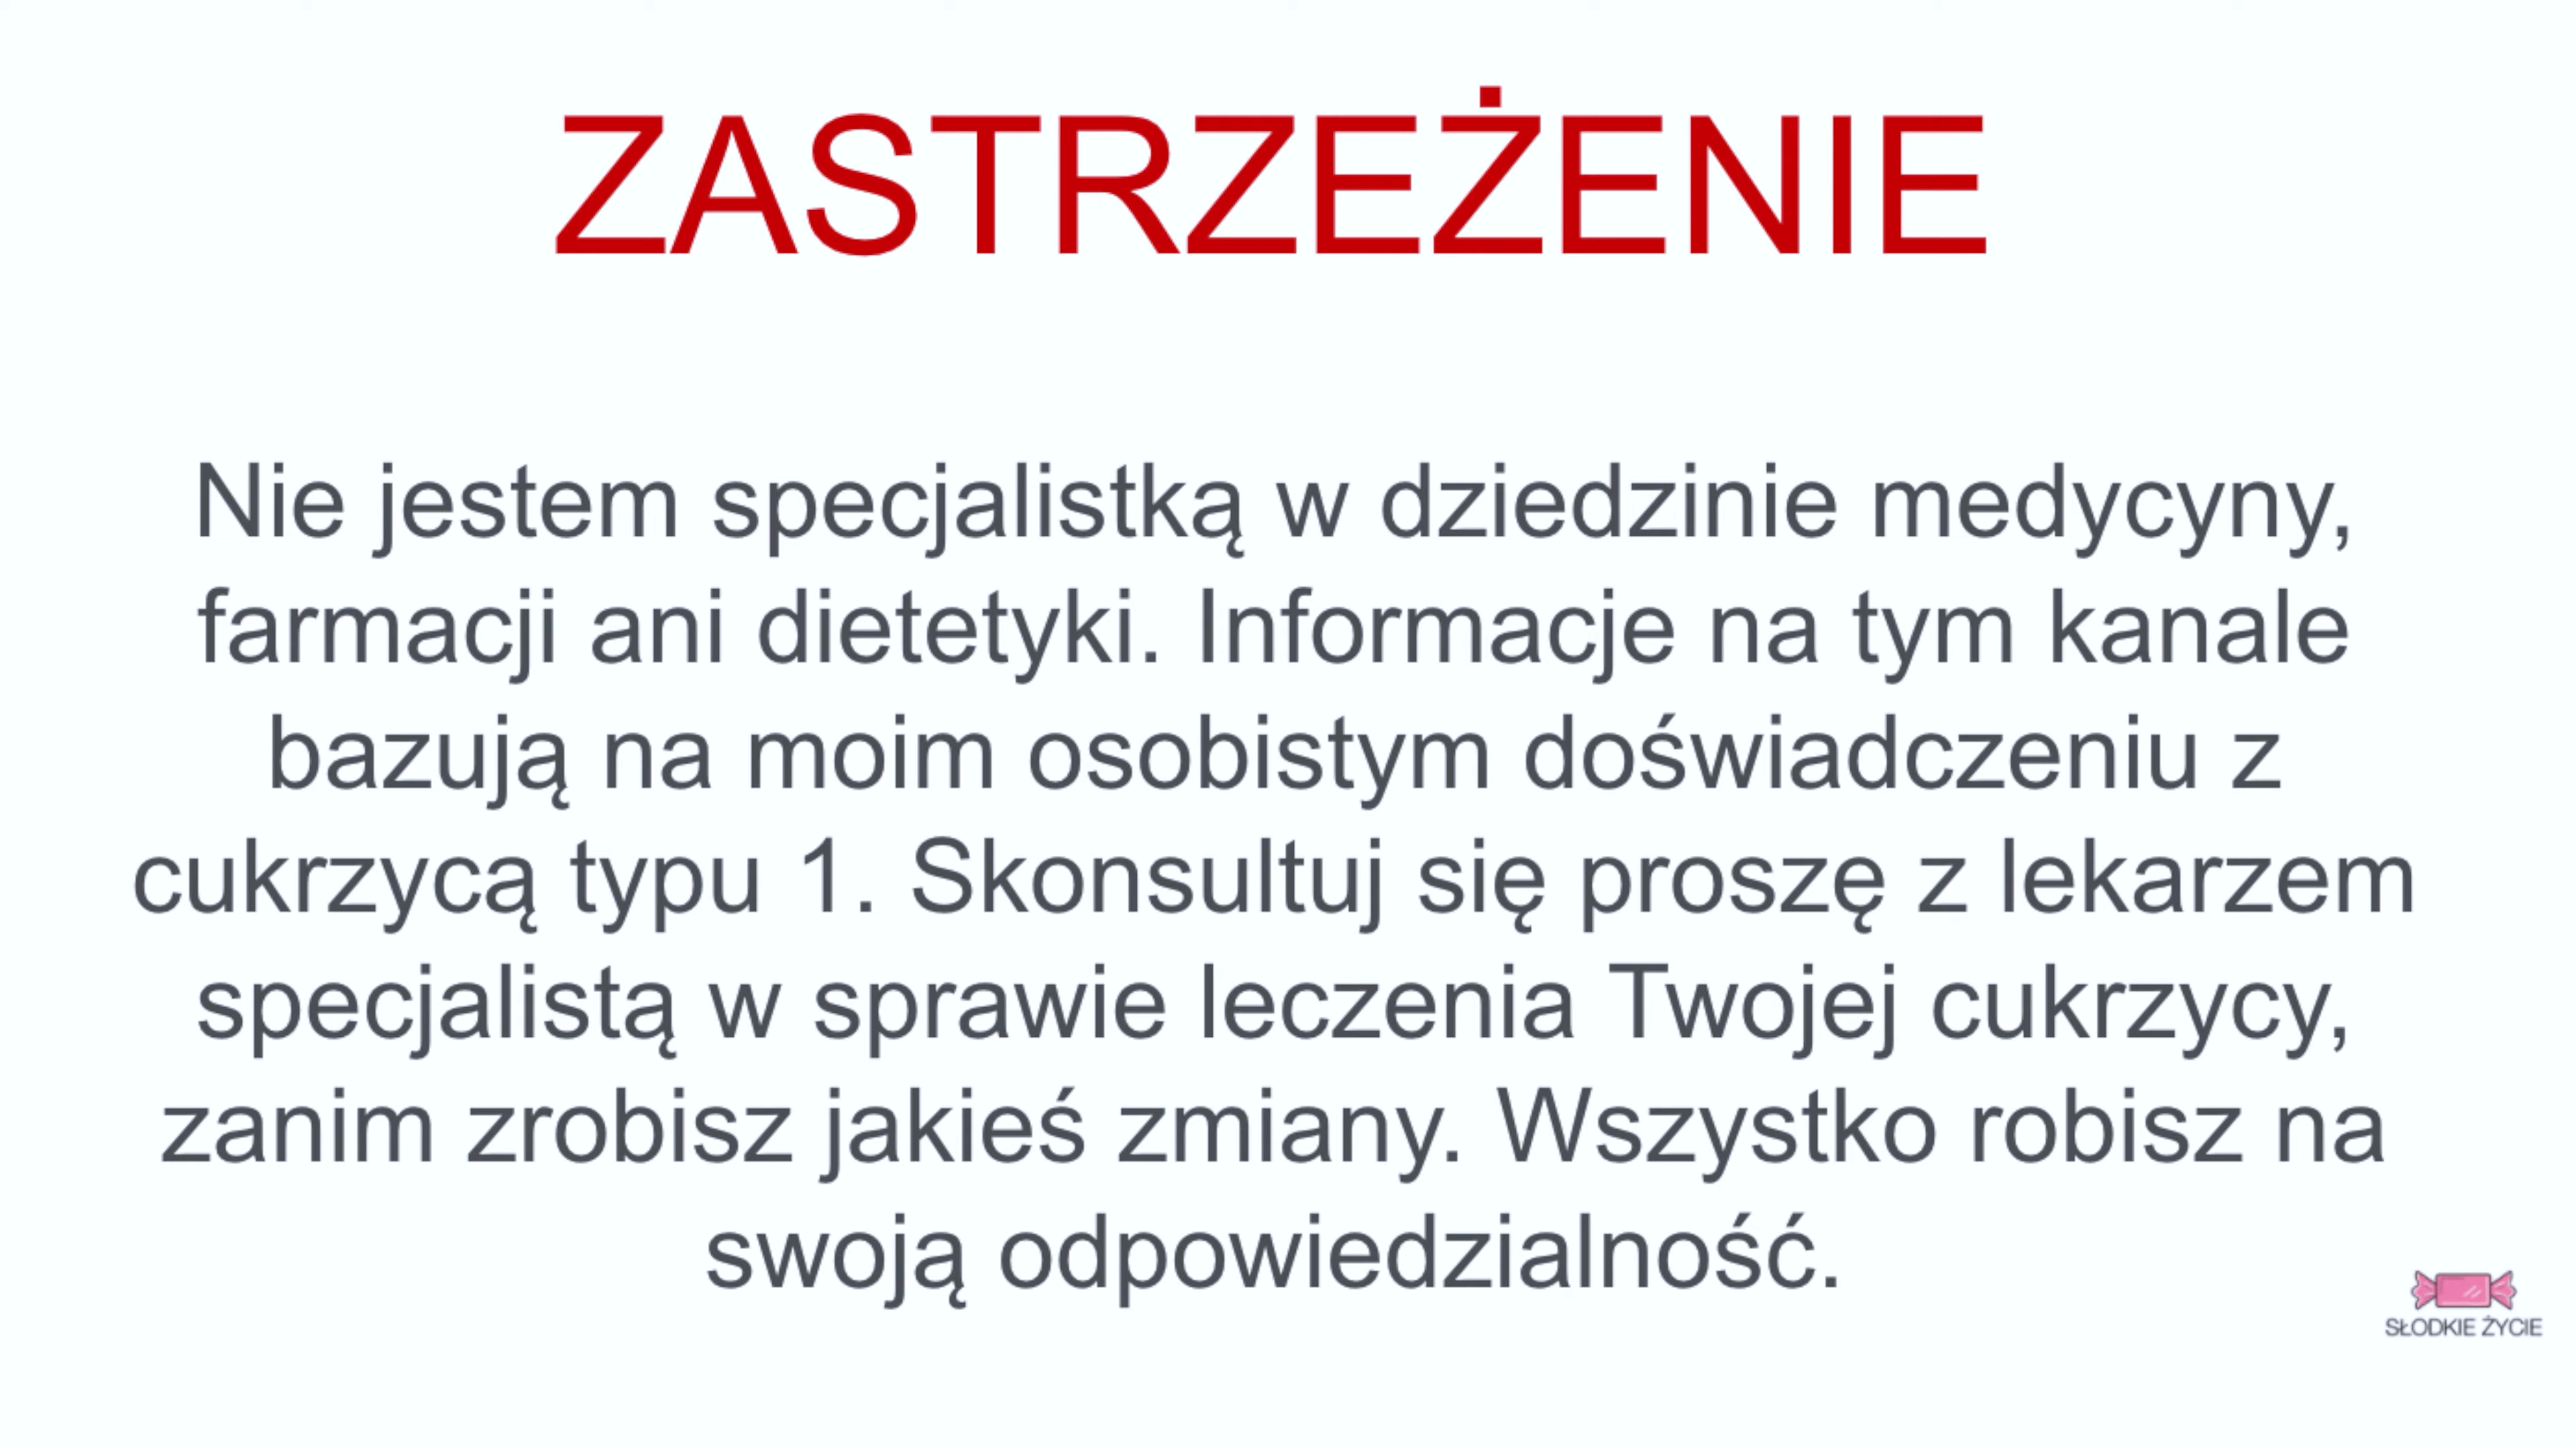 ZASTRZEŻENIE
Nie jestem specjalistką w dziedzinie medycyny,
farmacji ani dietetyki. Informacje na tym kanale
bazują na moim osobistym doświadczeniu z
cukrzycą typu 1. Skonsultuj się proszę z lekarzem
specjalistą w sprawie leczenia Twojej cukrzycy,
zanim zrobisz jakieś zmiany. Wszystko robisz na
swoją odpowiedzialność.
SŁODKIE ŻYCIE